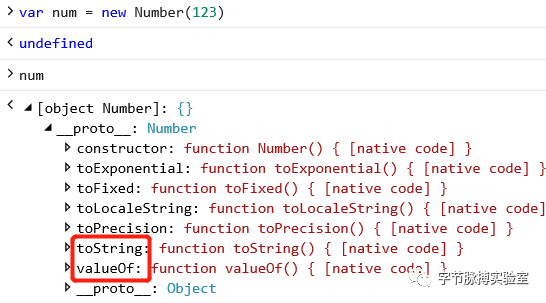 > var num = new Number(123)
< undefined
> num
< ◢ [object Number]: {}
◢ __proto__: Number
▷ constructor: function Number() { [native code] }
▷ toExponential: function toExponential() { [native code] }
▷ toFixed: function toFixed() { [native code] }
▷ toLocaleString: function toLocaleString() { [native code] }
▷ toPrecision: function toPrecision() { [native code] }
▷ toString: function toString() { [native code] }
▷ valueOf: function valueOf() { [native code] }
▷ __proto__: Object
字节脉搏实验室